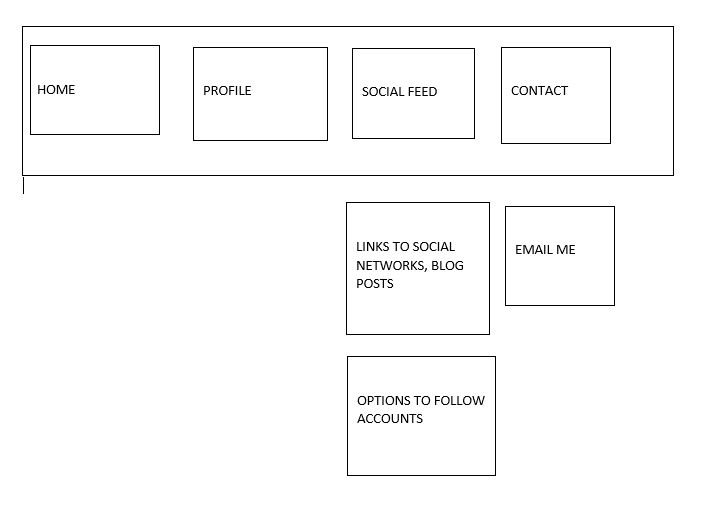 HOME
PROFILE
SOCIAL FEED
CONTACT
LINKS TO SOCIAL
NETWORKS, BLOG
POSTS
EMAIL ME
OPTIONS TO FOLLOW
ACCOUNTS